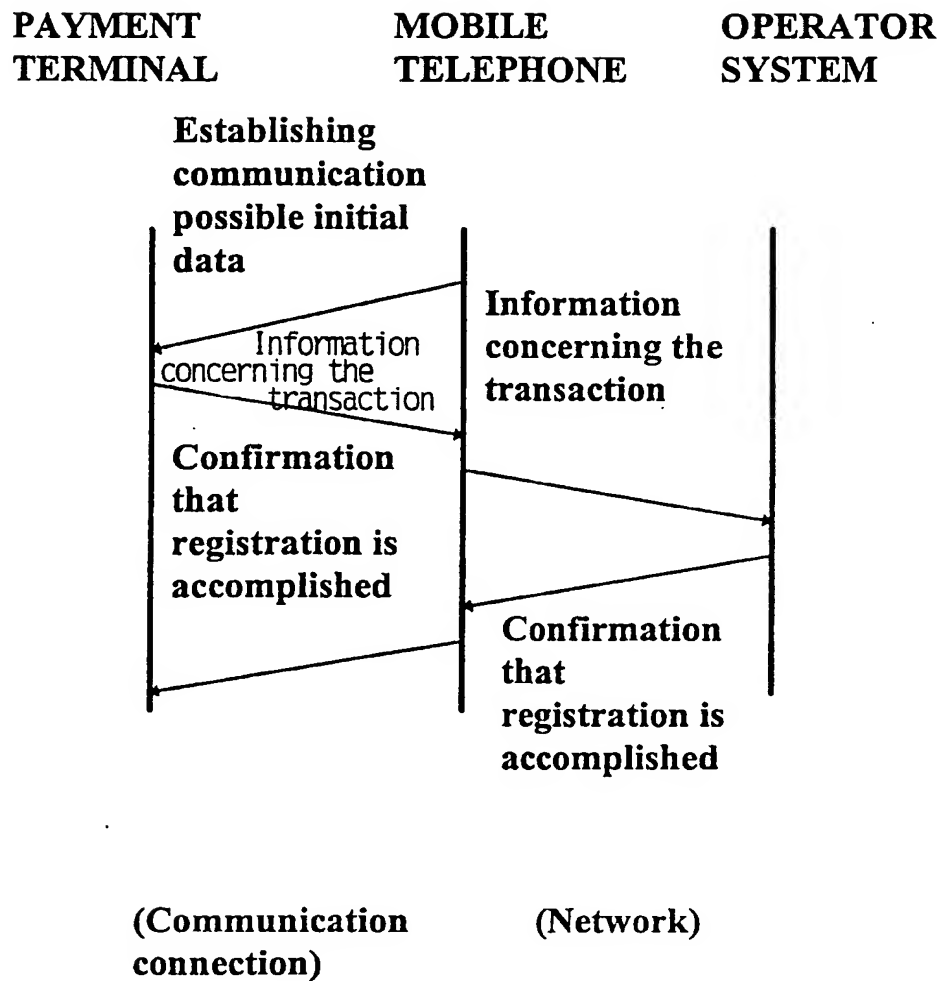 PAYMENT TERMINAL
MOBILE TELEPHONE
OPERATOR SYSTEM
Establishing
communication
possible initial
data
Information
concerning the
transaction
Information
concerning the
transaction
Confirmation
that
registration is
accomplished
Confirmation
that
registration is
accomplished
(Communication
connection)
(Network)